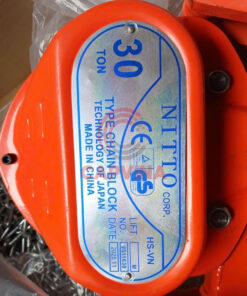 NITTO CORP.
30 TON
HS-VN
CE GS
TYPE CHAIN BLOCK
TECHNOLOGY OF JAPAN
MADE IN CHINA
LIFT M
NO.
DATE